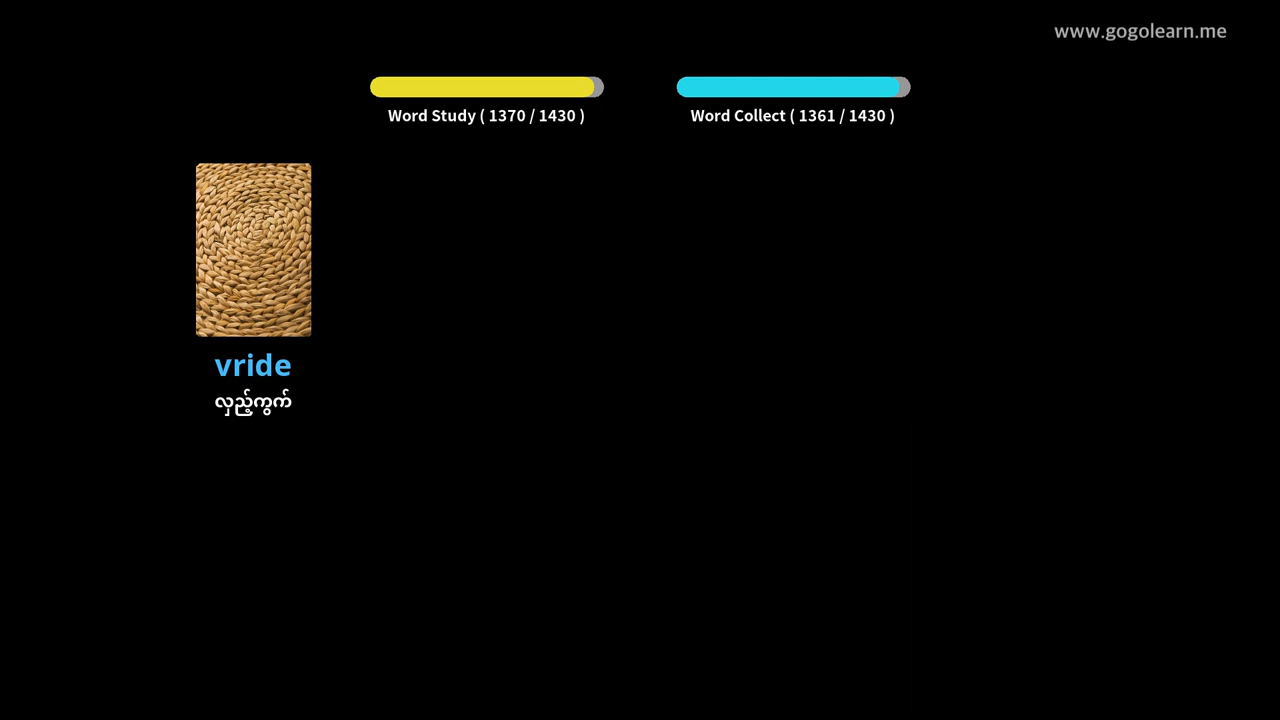 www.gogolearn.me
Word Study ( 1370 / 1430 )
Word Collect ( 1361 / 1430 )
vride
လှည့်ကွက်